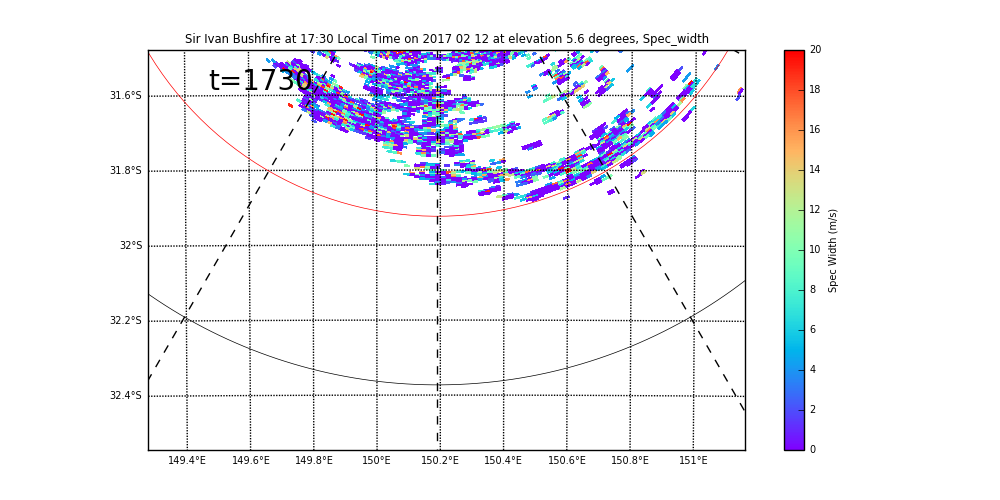 Sir Ivan Bushfire at 17:30 Local Time on 2017 02 12 at elevation 5.6 degrees, Spec_width
t=1730
31.6°S
31.8°S
32°S
32.2°S
32.4°S
149.4°E 149.6°E 149.8°E 150°E 150.2°E 150.4°E 150.6°E 150.8°E 151°E
20
18
16
14
12
10
8
6
4
2
0
Spec Width (m/s)